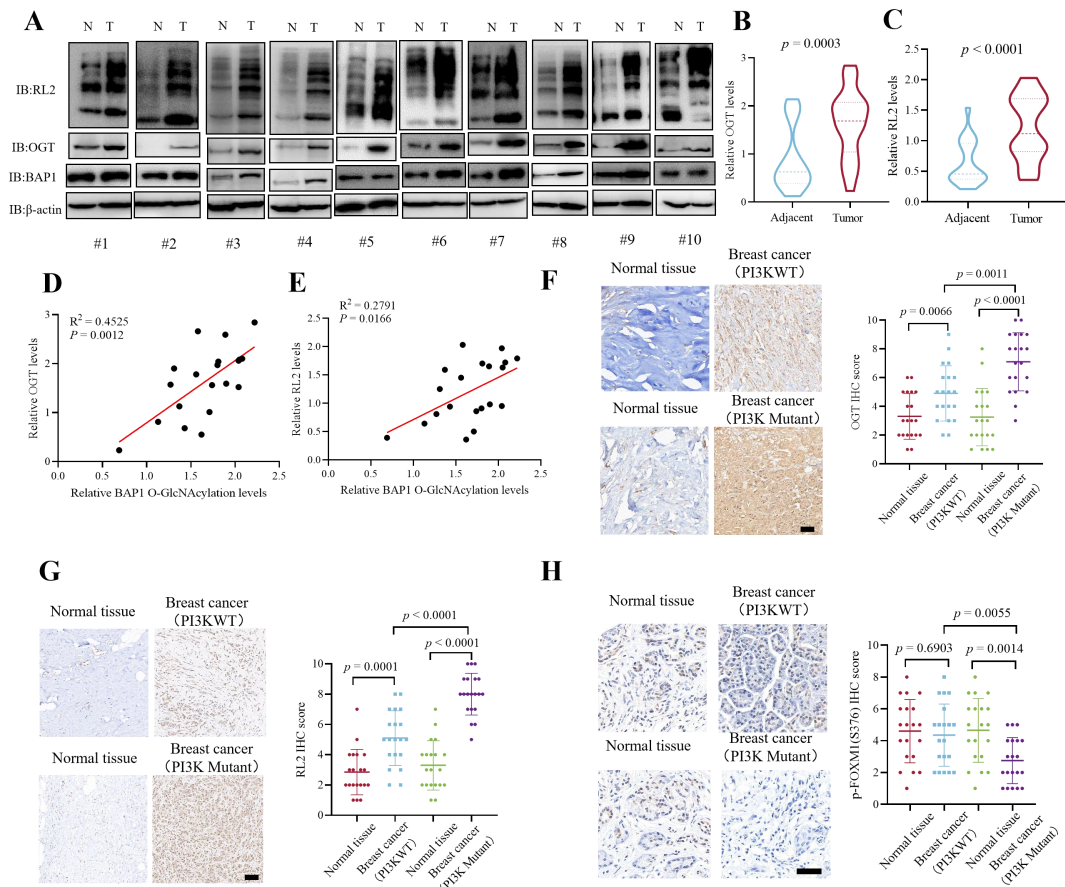 A
N T N T N T N T N T N T N T N T N T N T
IB:RL2
IB:OGT
IB:BAP1
IB:β-actin
#1 #2 #3 #4 #5 #6 #7 #8 #9 #10
B
p = 0.0003
Relative OGT levels
3
2
1
0
Adjacent Tumor
C
p < 0.0001
Relative RL2 levels
2.5
2.0
1.5
1.0
0.5
0.0
Adjacent Tumor
D
R² = 0.4525
P = 0.0012
Relative OGT levels
3
2
1
0
0.0 0.5 1.0 1.5 2.0 2.5
Relative BAP1 O-GlcNAcylation levels
E
R² = 0.2791
P = 0.0166
Relative RL2 levels
2.5
2.0
1.5
1.0
0.5
0.0
0.0 0.5 1.0 1.5 2.0 2.5
Relative BAP1 O-GlcNAcylation levels
F
Normal tissue
Breast cancer
(PI3KWT)
Normal tissue
Breast cancer
(PI3K Mutant)
p = 0.0011
p = 0.0066
p < 0.0001
OGT IHC score
10
8
6
4
2
0
Normal tissue
Breast cancer
(PI3KWT)
Normal tissue
Breast cancer
(PI3K Mutant)
G
Normal tissue
Breast cancer
(PI3KWT)
Normal tissue
Breast cancer
(PI3K Mutant)
p < 0.0001
p = 0.0001
p < 0.0001
RL2 IHC score
10
8
6
4
2
0
Normal tissue
Breast cancer
(PI3KWT)
Normal tissue
Breast cancer
(PI3K Mutant)
H
Normal tissue
Breast cancer
(PI3KWT)
Normal tissue
Breast cancer
(PI3K Mutant)
p = 0.0055
p = 0.6903
p = 0.0014
p-FOXMI(S376) IHC score
10
8
6
4
2
0
Normal tissue
Breast cancer
(PI3KWT)
Normal tissue
Breast cancer
(PI3K Mutant)